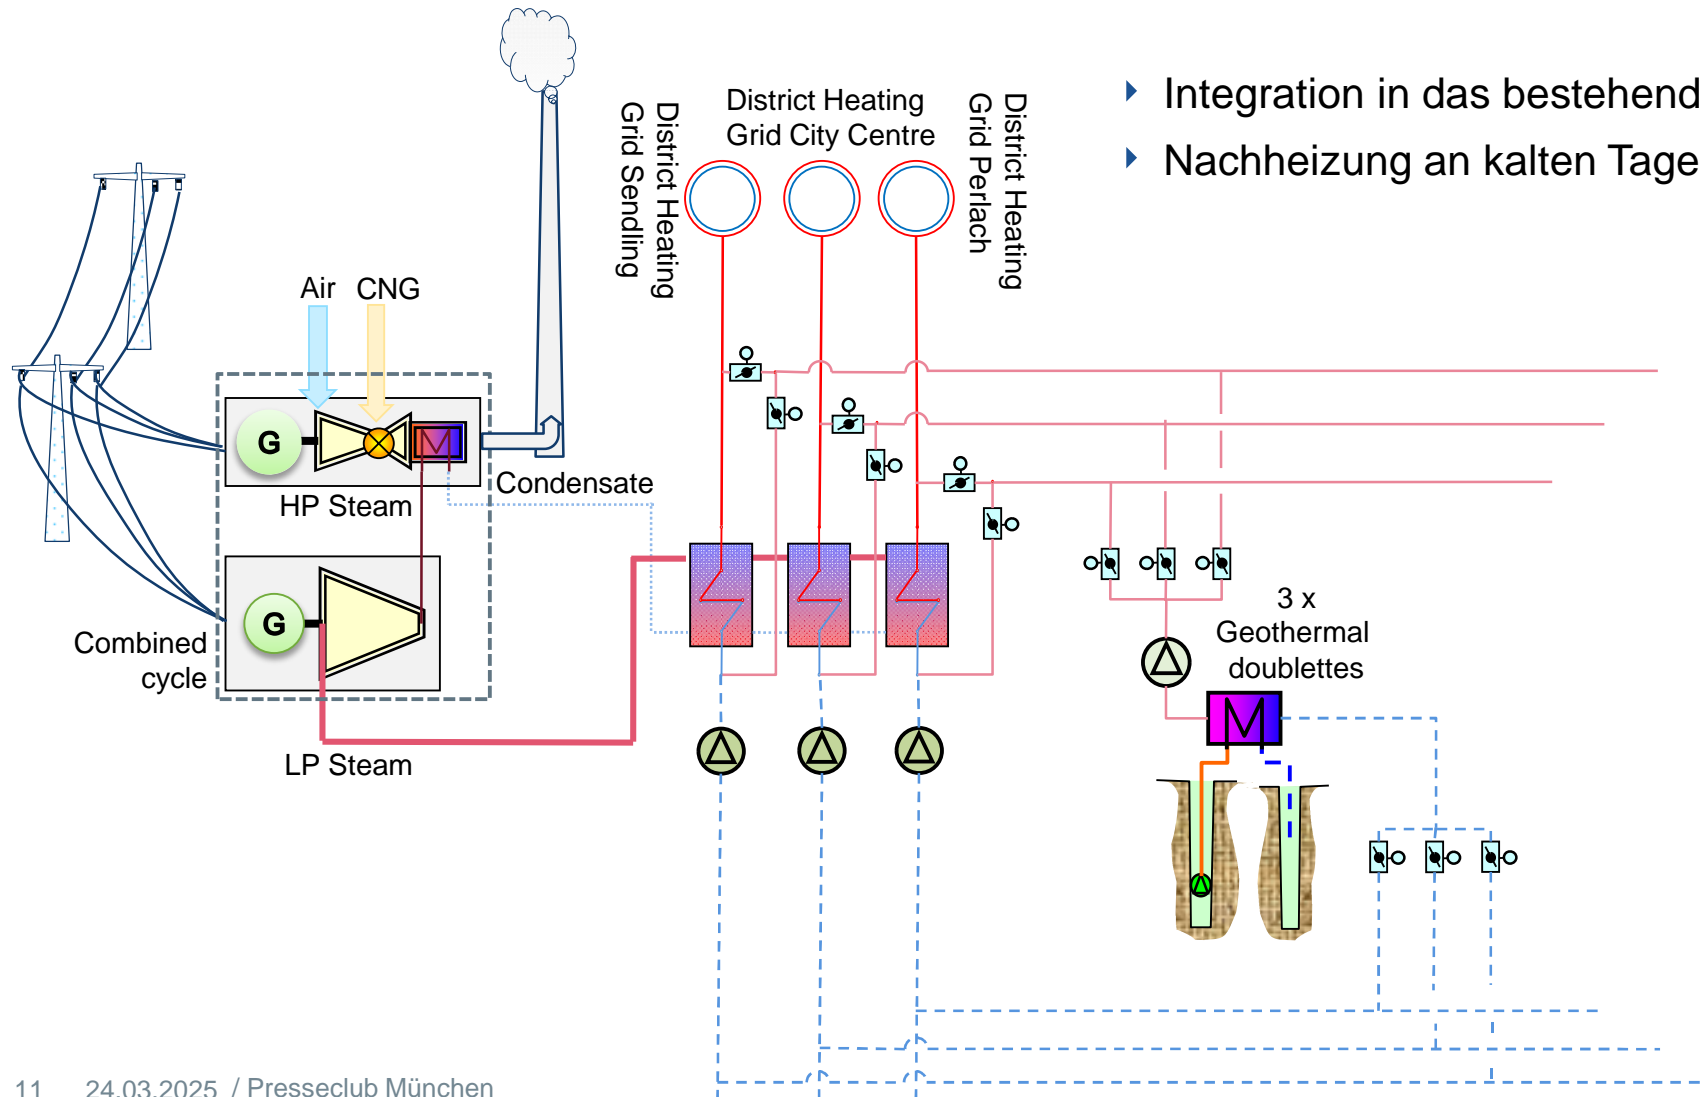 Integration in das bestehend
Nachheizung an kalten Tage
District Heating
Grid Sendling
District Heating
Grid City Centre
District Heating
Grid Perlach
Air
CNG
G
HP Steam
Condensate
G
Combined
cycle
LP Steam
3 x
Geothermal
doublettes
11 24.03.2025 / Presseclub München